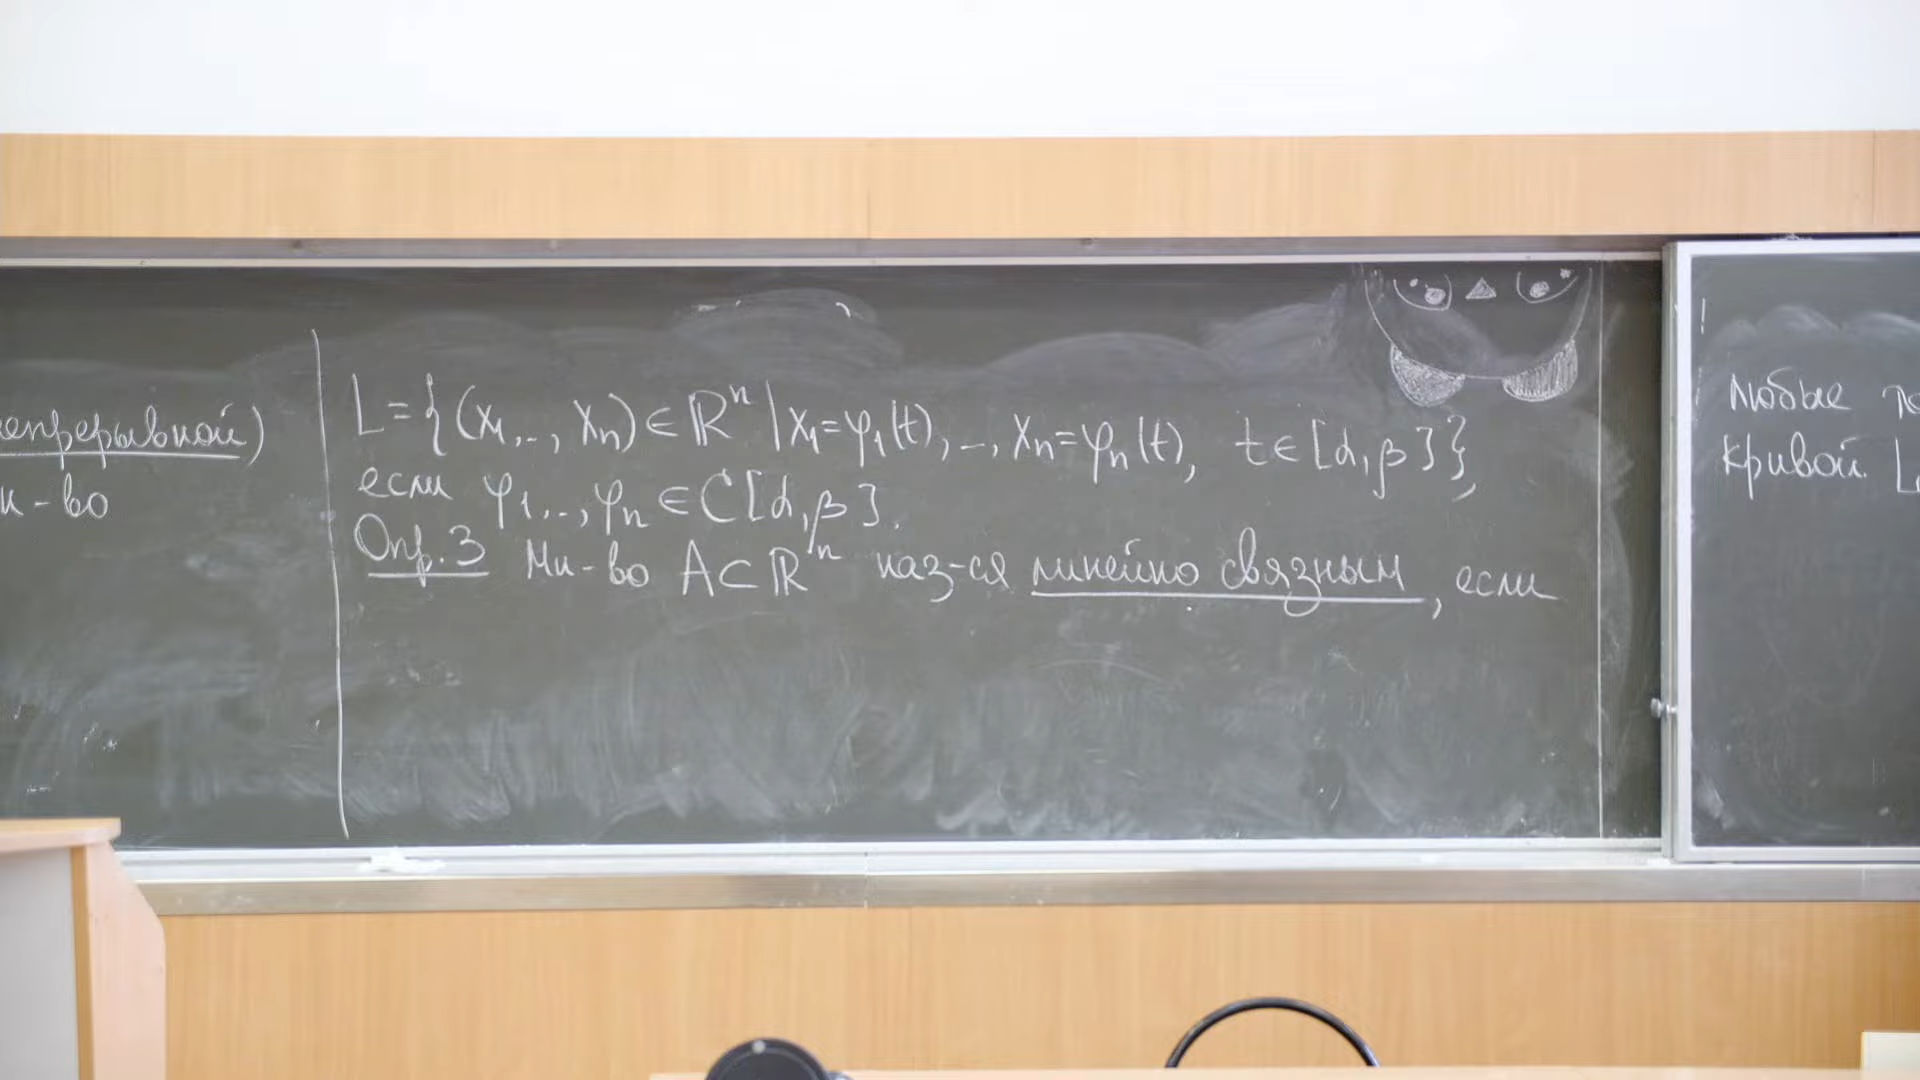 непрерывной)
н-во
L={(x₁,.., xₙ)∈ℝⁿ | x₁=φ₁(t),..., xₙ=φₙ(t), t∈[α,β]},
если φ₁,..,φₙ∈C[α,β].
Опр.3 Мн-во A⊂ℝⁿ наз-ся линейно связным, если
любые
кривой L